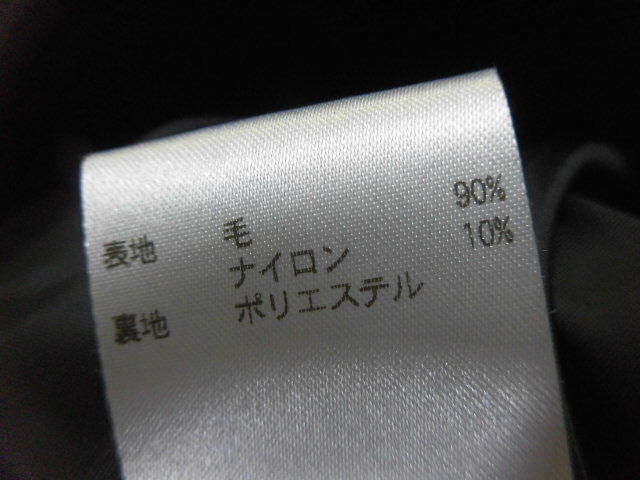 表地 毛 90%
ナイロン 10%
裏地 ポリエステル